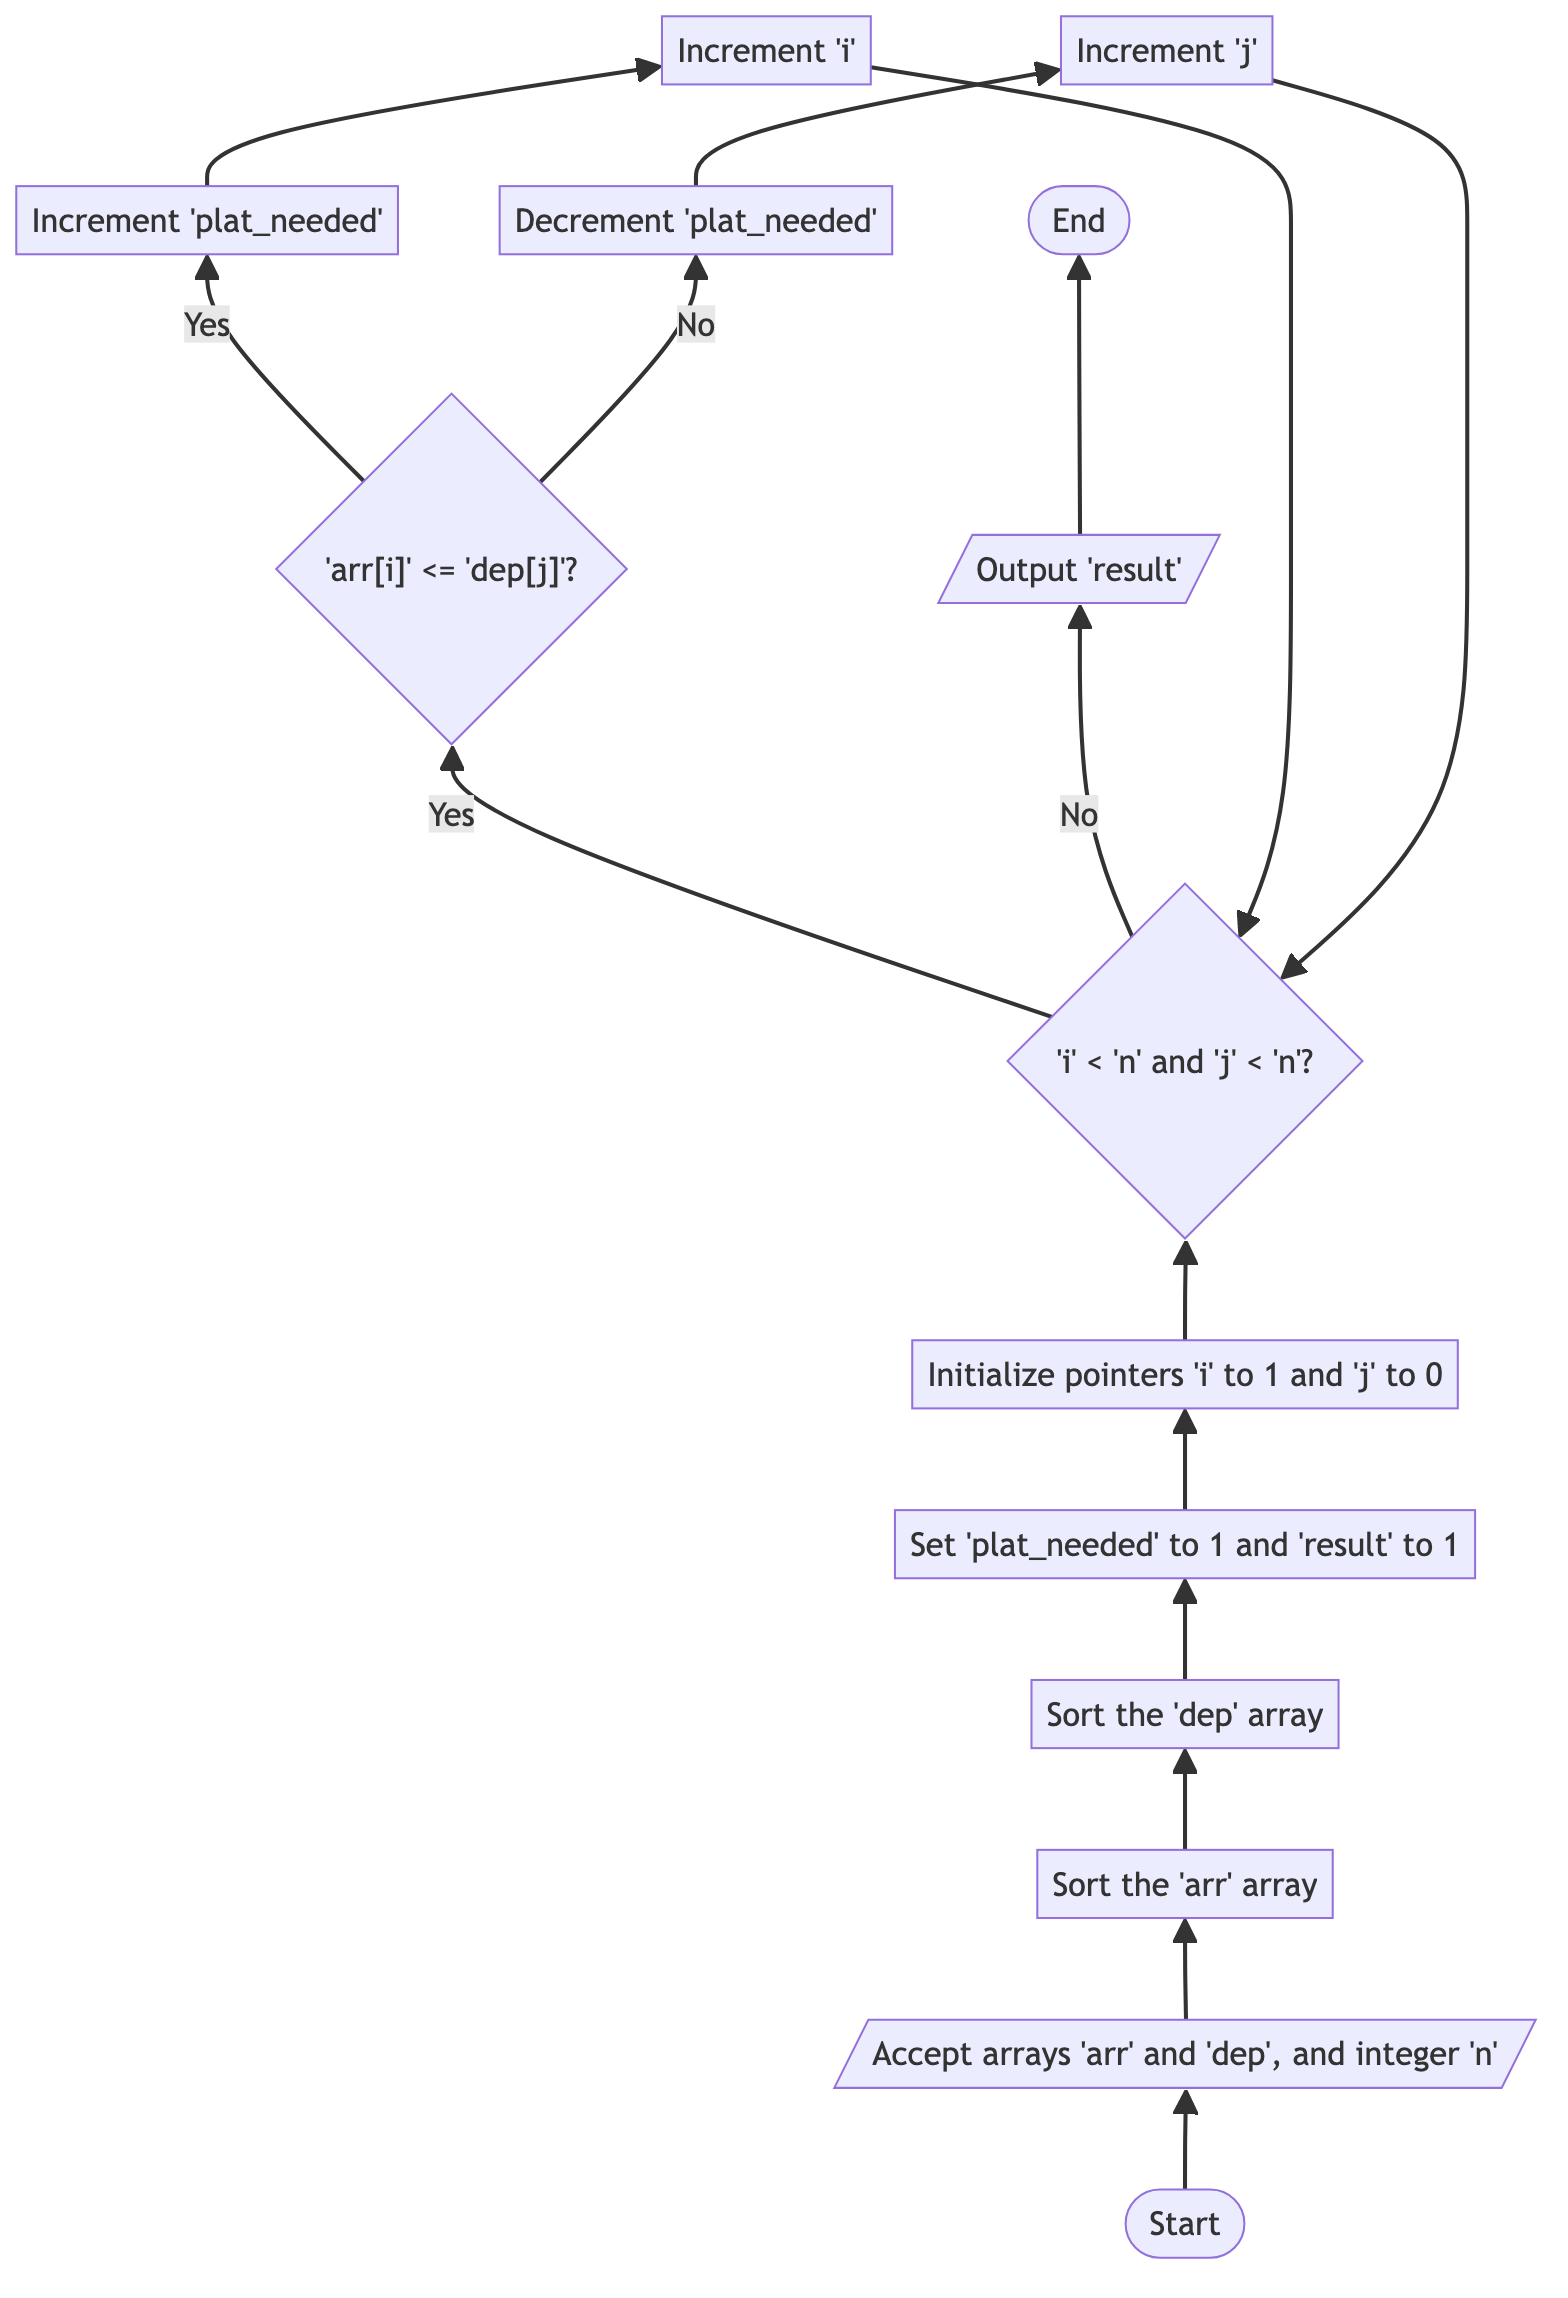 Increment 'i'
Increment 'j'
Increment 'plat_needed'
Decrement 'plat_needed'
End
Yes
No
'arr[i]' <= 'dep[j]'?
Output 'result'
Yes
No
'i' < 'n' and 'j' < 'n'?
Initialize pointers 'i' to 1 and 'j' to 0
Set 'plat_needed' to 1 and 'result' to 1
Sort the 'dep' array
Sort the 'arr' array
Accept arrays 'arr' and 'dep', and integer 'n'
Start